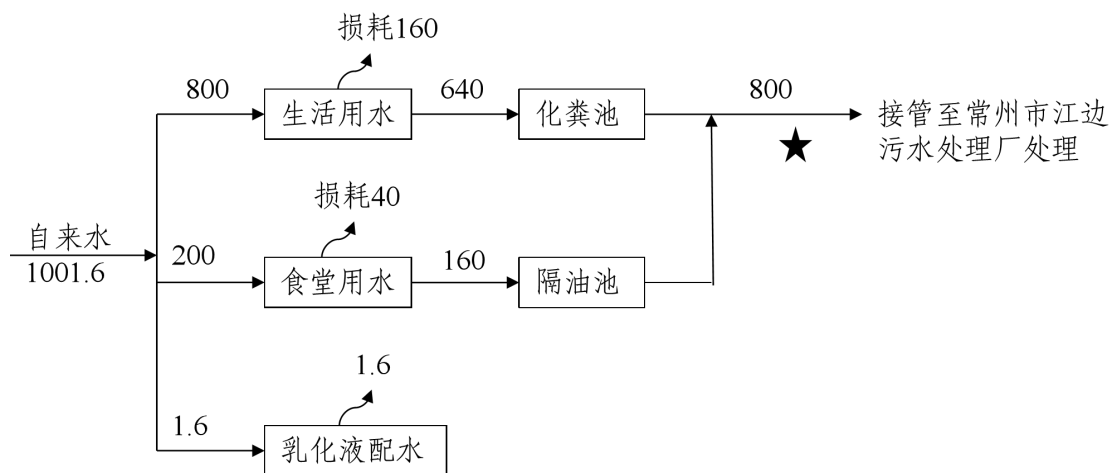 损耗160
800
生活用水
640
化粪池
800
接管至常州市江边
污水处理厂处理
损耗40
自来水
1001.6
200
食堂用水
160
隔油池
1.6
1.6
乳化液配水